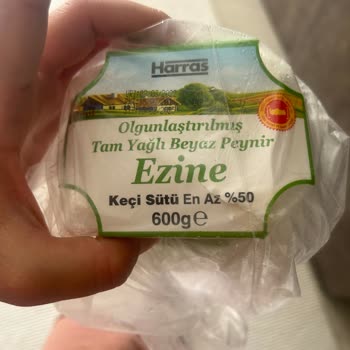 Harras
Olgunlaştırılmış
Tam Yağlı Beyaz Peynir
Ezine
Keçi Sütü En Az %50
600g℮